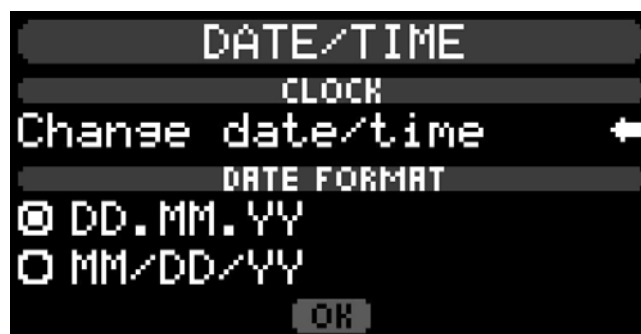 DATE/TIME
CLOCK
Change date/time
DATE FORMAT
DD.MM.YY
MM/DD/YY
OK